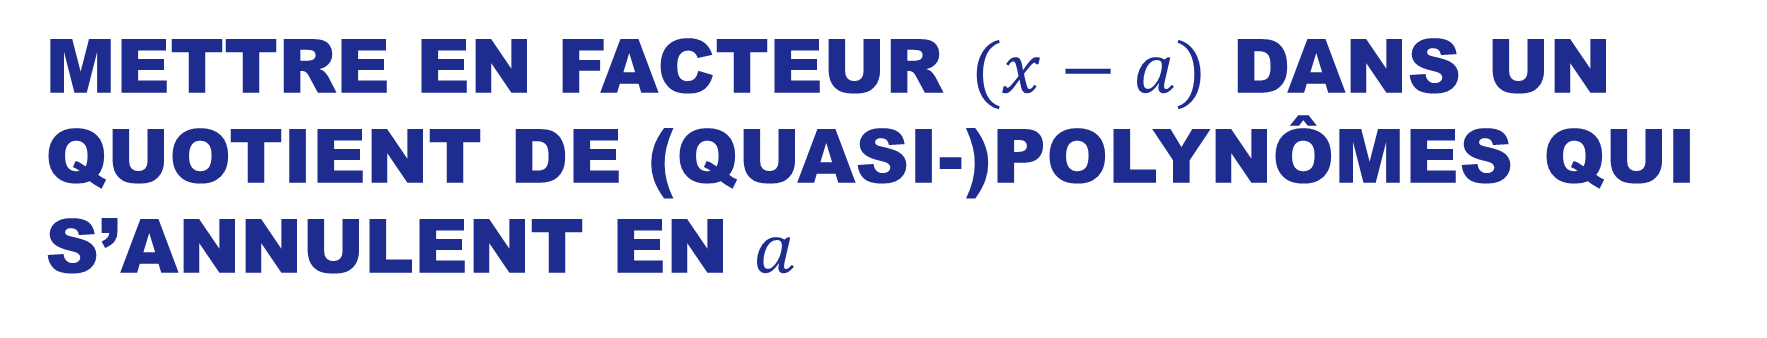 METTRE EN FACTEUR (x − a) DANS UN
QUOTIENT DE (QUASI-)POLYNÔMES QUI
S’ANNULENT EN a